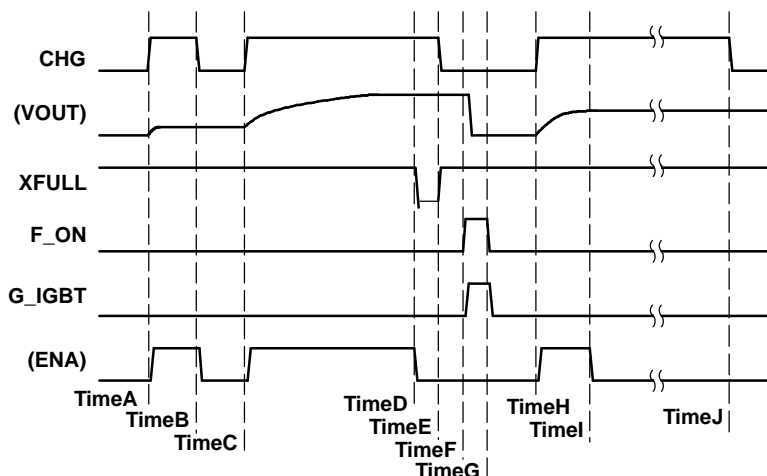 CHG
(VOUT)
XFULL
F_ON
G_IGBT
(ENA)
TimeA
TimeB
TimeC
TimeD
TimeE
TimeF
TimeG
TimeH
TimeI
TimeJ